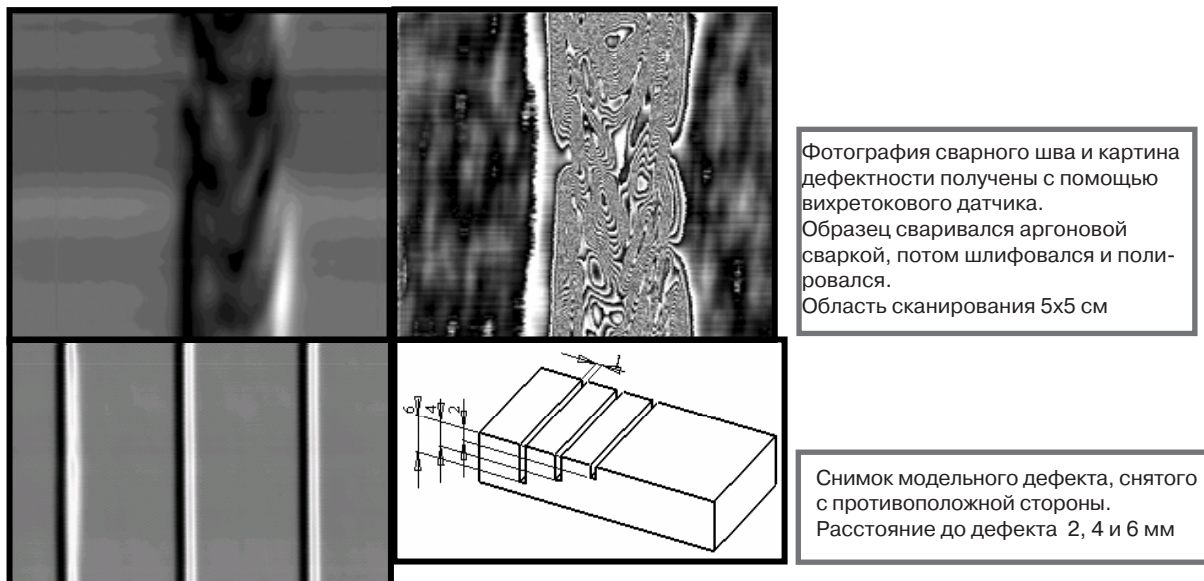 Фотография сварного шва и картина
дефектности получены с помощью
вихретокового датчика.
Образец сваривался аргоновой
сваркой, потом шлифовался и поли-
ровался.
Область сканирования 5х5 см
6
4
2
1
Снимок модельного дефекта, снятого
с противоположной стороны.
Расстояние до дефекта 2, 4 и 6 мм